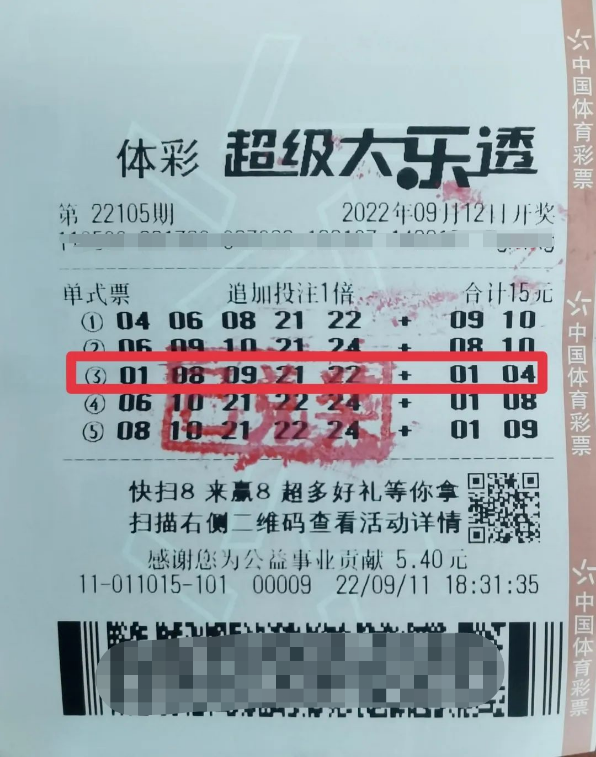 体彩 超级大乐透
第 22105期 2022年09月12日开奖
单式票 追加投注1倍 合计15元
① 04 06 08 21 22 + 09 10
② 06 09 10 21 24 + 08 10
③ 01 08 09 21 22 + 01 04
④ 06 10 21 22 24 + 01 08
⑤ 08 10 21 22 24 + 01 09
快扫8 来赢8 超多好礼等你拿
扫描右侧二维码查看活动详情
感谢您为公益事业贡献 5.40元
11-011015-101 00009 22/09/11 18:31:35
中国体育彩票
中国体育彩票
中国体育彩票